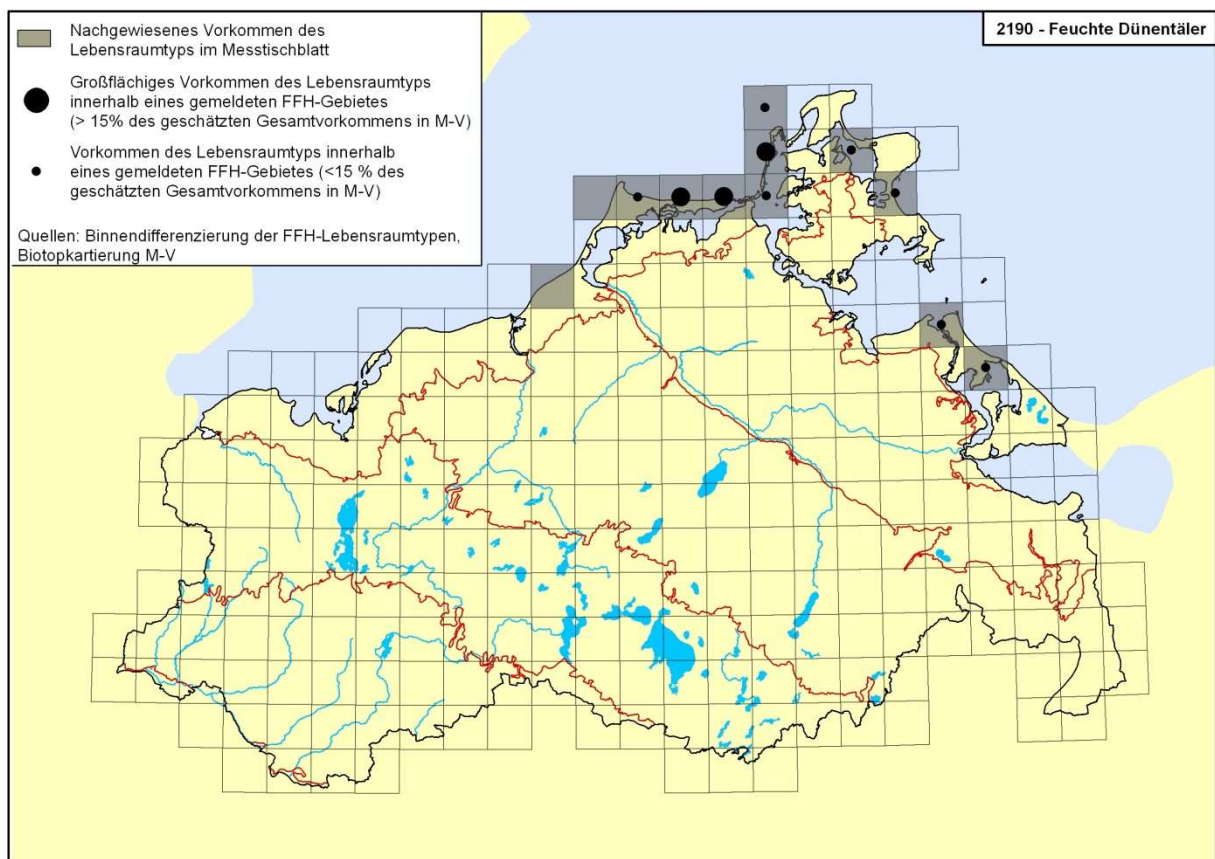 2190 - Feuchte Dünentäler
Nachgewiesenes Vorkommen des
Lebensraumtyps im Messtischblatt
Großflächiges Vorkommen des Lebensraumtyps
innerhalb eines gemeldeten FFH-Gebietes
(> 15% des geschätzten Gesamtvorkommens in M-V)
Vorkommen des Lebensraumtyps innerhalb
eines gemeldeten FFH-Gebietes (<15 % des
geschätzten Gesamtvorkommens in M-V)
Quellen: Binnendifferenzierung der FFH-Lebensraumtypen,
Biotopkartierung M-V